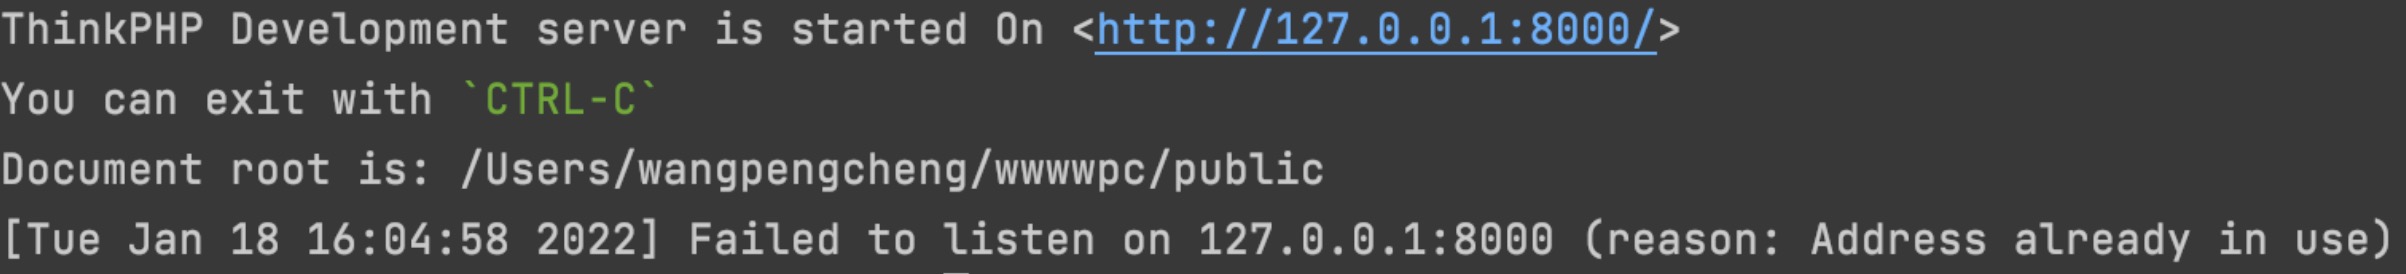 ThinkPHP Development server is started On <http://127.0.0.1:8000/>
You can exit with `CTRL-C`
Document root is: /Users/wangpengcheng/wwwwpc/public
[Tue Jan 18 16:04:58 2022] Failed to listen on 127.0.0.1:8000 (reason: Address already in use)